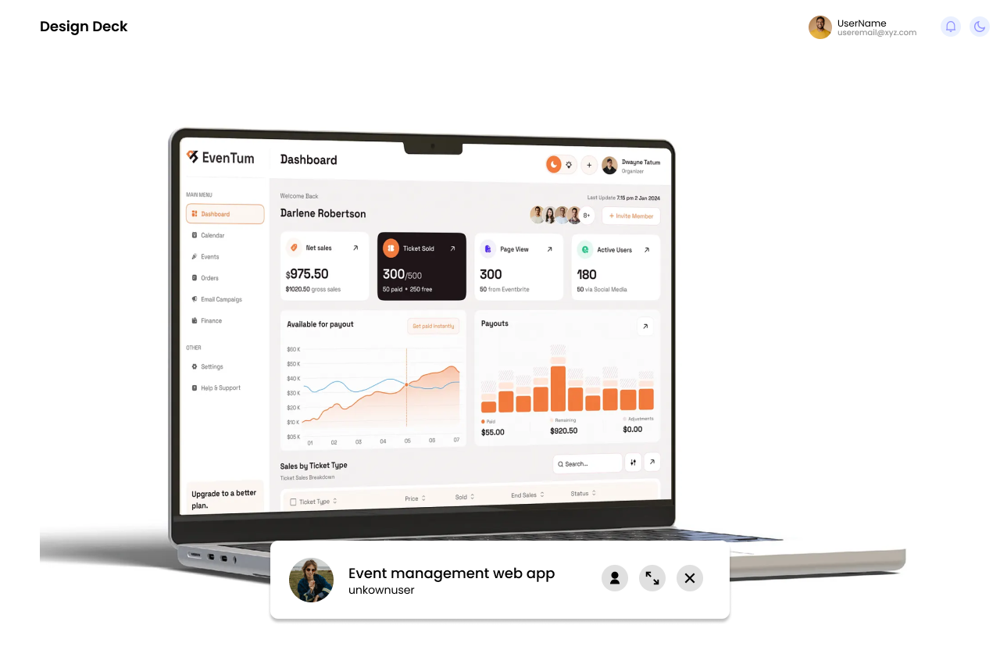 Design Deck
UserName
useremail@xyz.com
EvenTum
Dashboard
Dwayne Tatum
Organizer
MAIN MENU
Dashboard
Calendar
Events
Orders
Email Campaigs
Finance
OTHER
Settings
Help & Support
Upgrade to a better
plan.
Welcome Back
Last Update 7.15 pm 2 Jan 2024
Darlene Robertson
8+
+ Invite Member
Net sales
$975.50
$1020.50 gross sales
Ticket Sold
300/500
50 paid • 250 free
Page View
300
50 from Eventbrite
Active Users
180
50 via Social Media
Available for payout
Get paid instantly
$60 K
$50 K
$40 K
$30 K
$20 K
$10 K
$05 K
01 02 03 04 05 06 07
Payouts
Paid
$55.00
Remaining
$920.50
Adjustments
$0.00
Sales by Ticket Type
Ticket Sales Breakdown
Search...
Ticket Type Price Sold End Sales Status
Event management web app
unkownuser